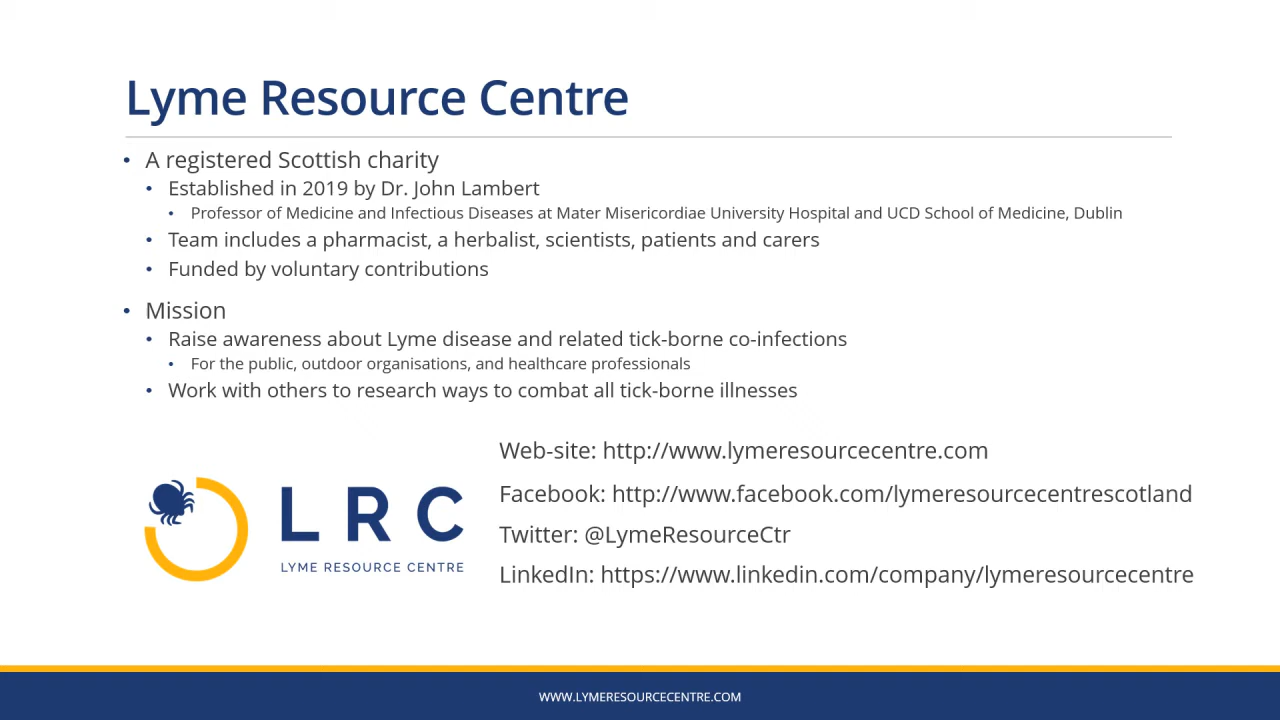 Lyme Resource Centre
• A registered Scottish charity
• Established in 2019 by Dr. John Lambert
• Professor of Medicine and Infectious Diseases at Mater Misericordiae University Hospital and UCD School of Medicine, Dublin
• Team includes a pharmacist, a herbalist, scientists, patients and carers
• Funded by voluntary contributions
• Mission
• Raise awareness about Lyme disease and related tick-borne co-infections
• For the public, outdoor organisations, and healthcare professionals
• Work with others to research ways to combat all tick-borne illnesses
LRC
LYME RESOURCE CENTRE
Web-site: http://www.lymeresourcecentre.com
Facebook: http://www.facebook.com/lymeresourcecentrescotland
Twitter: @LymeResourceCtr
LinkedIn: https://www.linkedin.com/company/lymeresourcecentre
WWW.LYMERESOURCECENTRE.COM